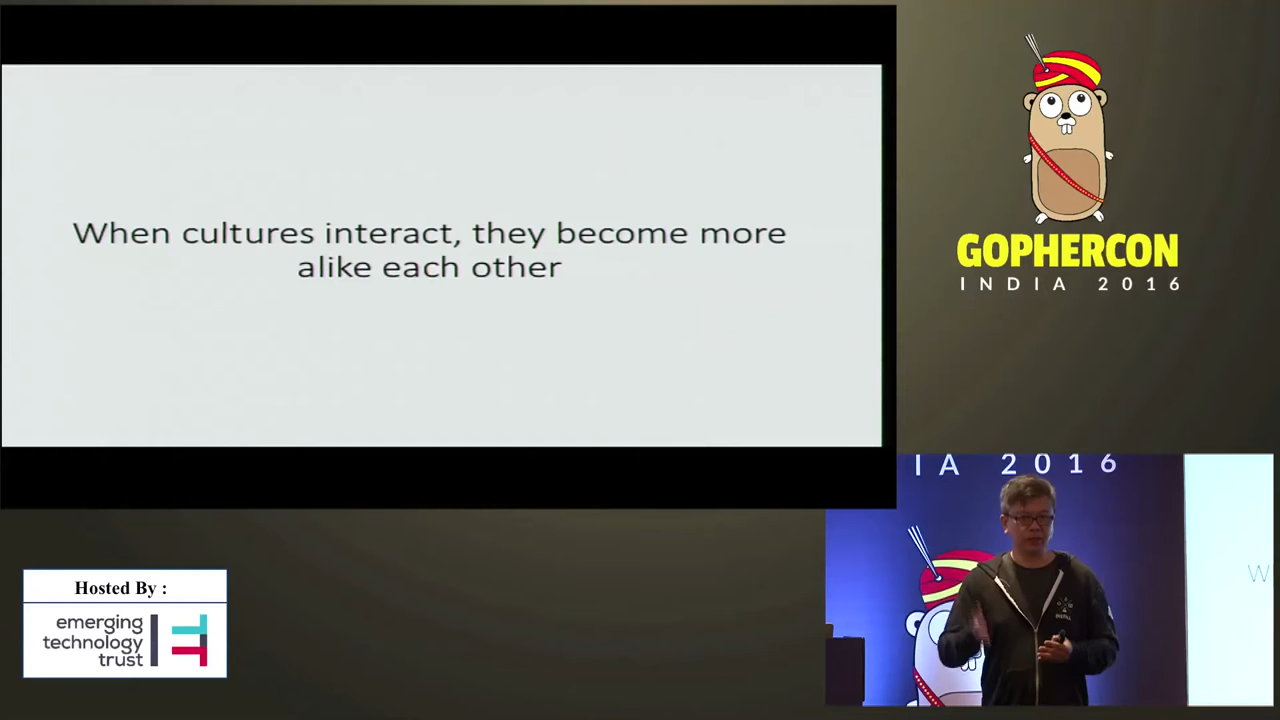 When cultures interact, they become more
alike each other
GOPHERCON
INDIA 2016
Hosted By :
emerging
technology
trust
IA 2016
W